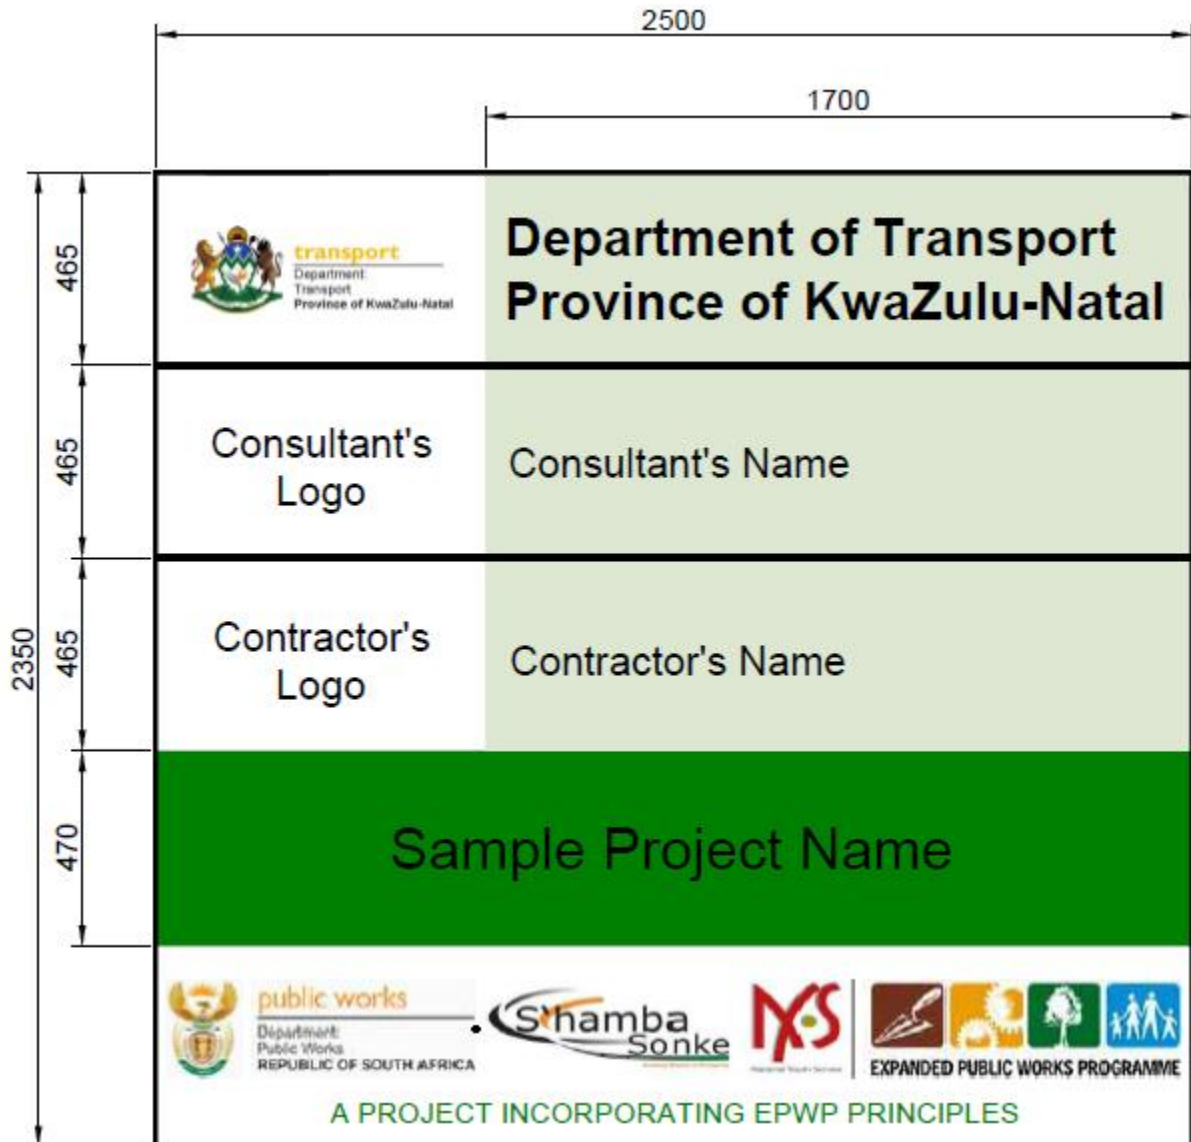 2500
1700
465
transport
Department:
Transport
Province of KwaZulu-Natal
Department of Transport
Province of KwaZulu-Natal
465
Consultant's
Logo
Consultant's Name
2350
465
Contractor's
Logo
Contractor's Name
470
Sample Project Name
public works
Department:
Public Works
REPUBLIC OF SOUTH AFRICA
S'hamba
Sonke
NYS
EXPANDED PUBLIC WORKS PROGRAMME
A PROJECT INCORPORATING EPWP PRINCIPLES